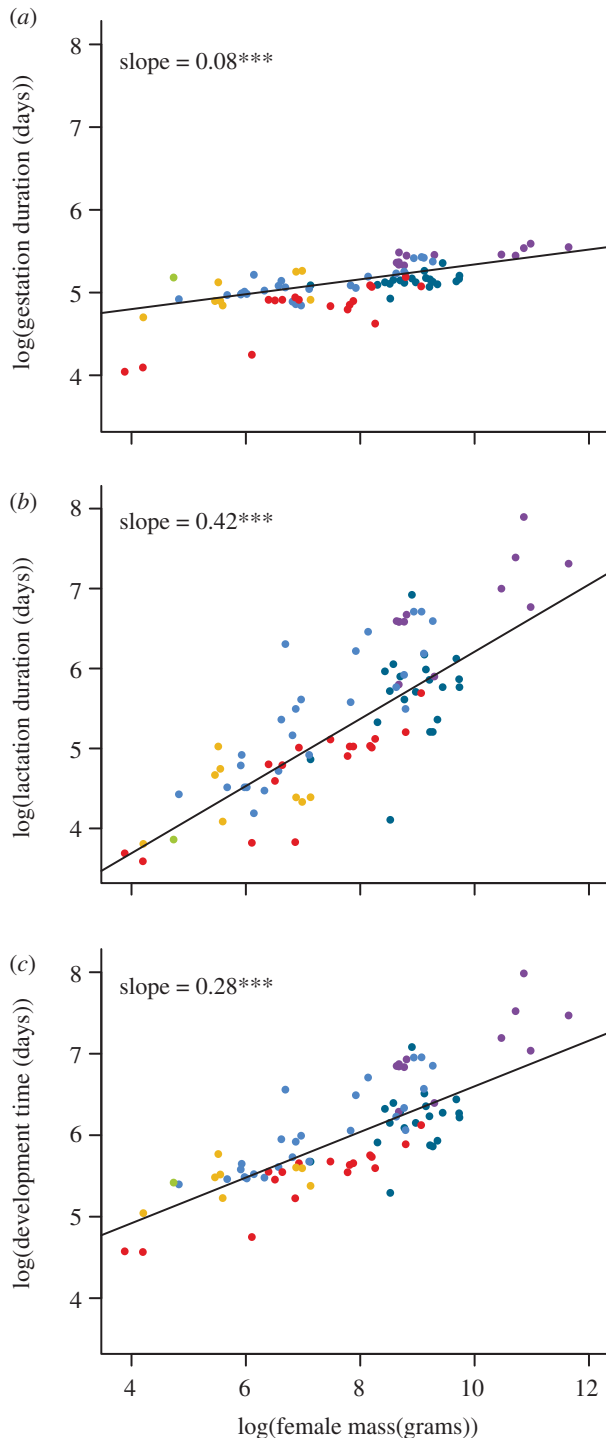 (a)
slope = 0.08***
log(gestation duration (days))
8
7
6
5
4
(b)
slope = 0.42***
log(lactation duration (days))
8
7
6
5
4
(c)
slope = 0.28***
log(development time (days))
8
7
6
5
4
4 6 8 10 12
log(female mass(grams))